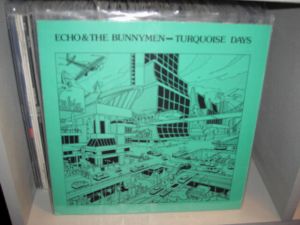 ECHO & THE BUNNYMEN — TURQUOISE DAYS